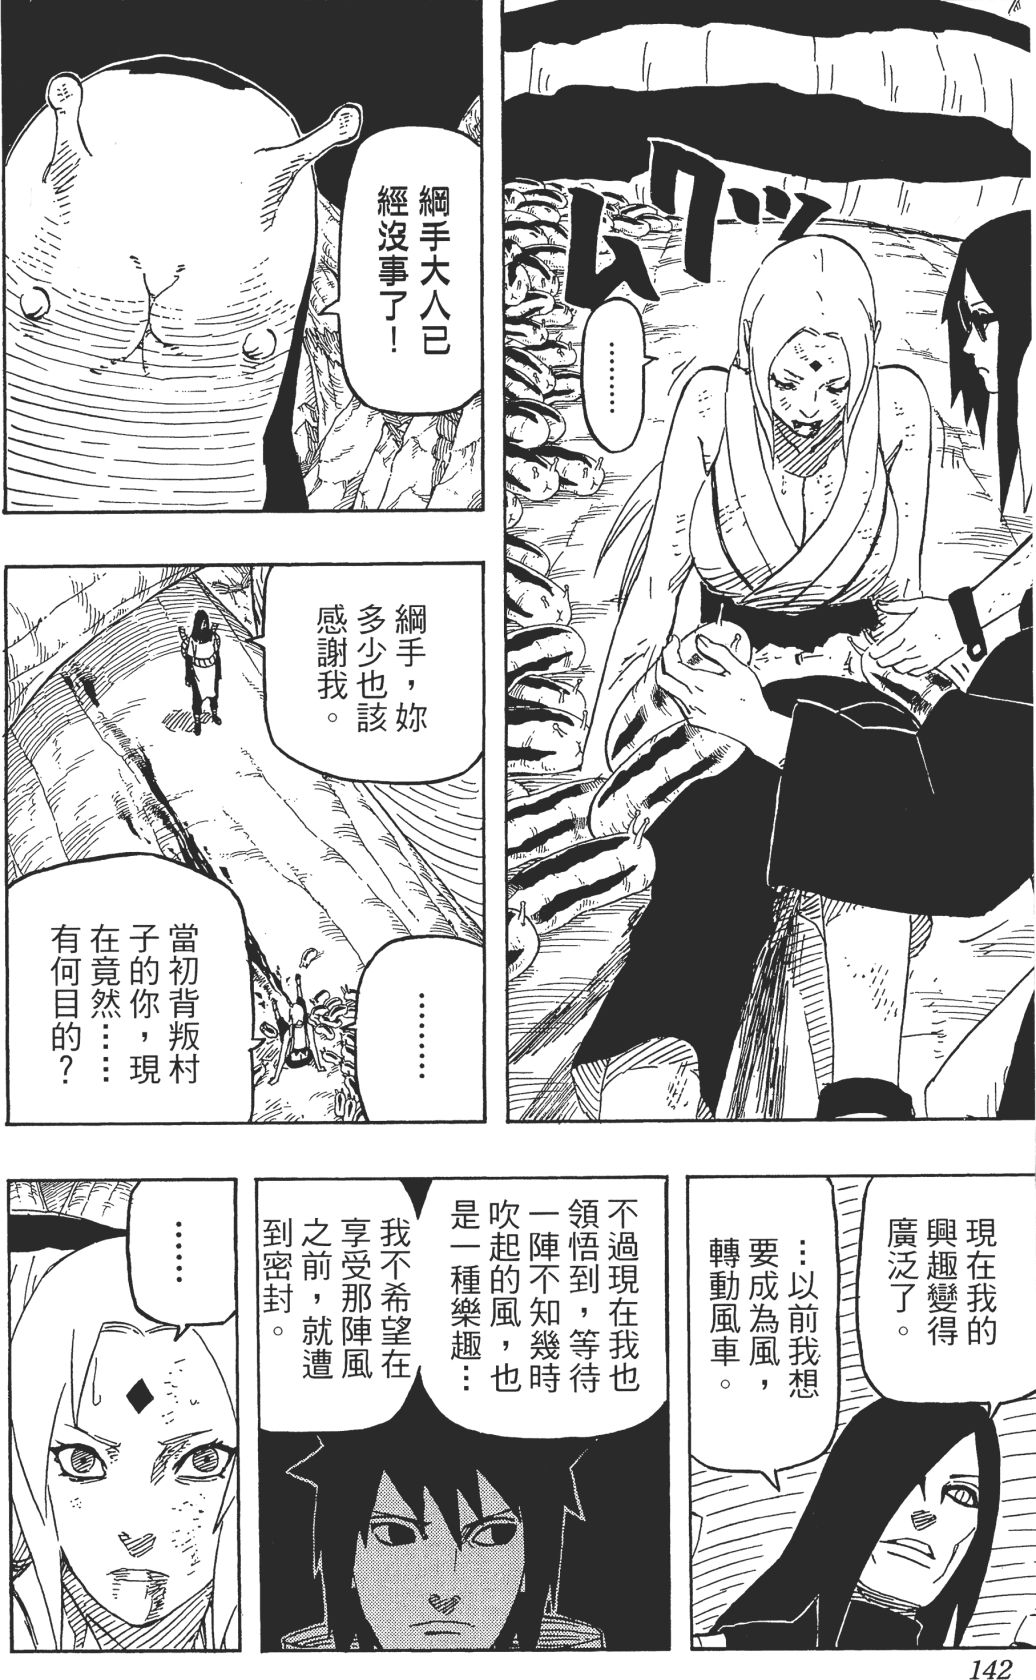 ムクッ
………
綱手大人已
經沒事了！
綱手，妳
多少也該
感謝我。
………
當初背叛村
子的你，現
在竟然……
有何目的？
現在我的
興趣變得
廣泛了。
…以前我想
要成為風，
轉動風車。
不過現在我也
領悟到，等待
一陣不知幾時
吹起的風，也
是一種樂趣…
我不希望在
享受那陣風
之前，就遭
到密封。
……
142